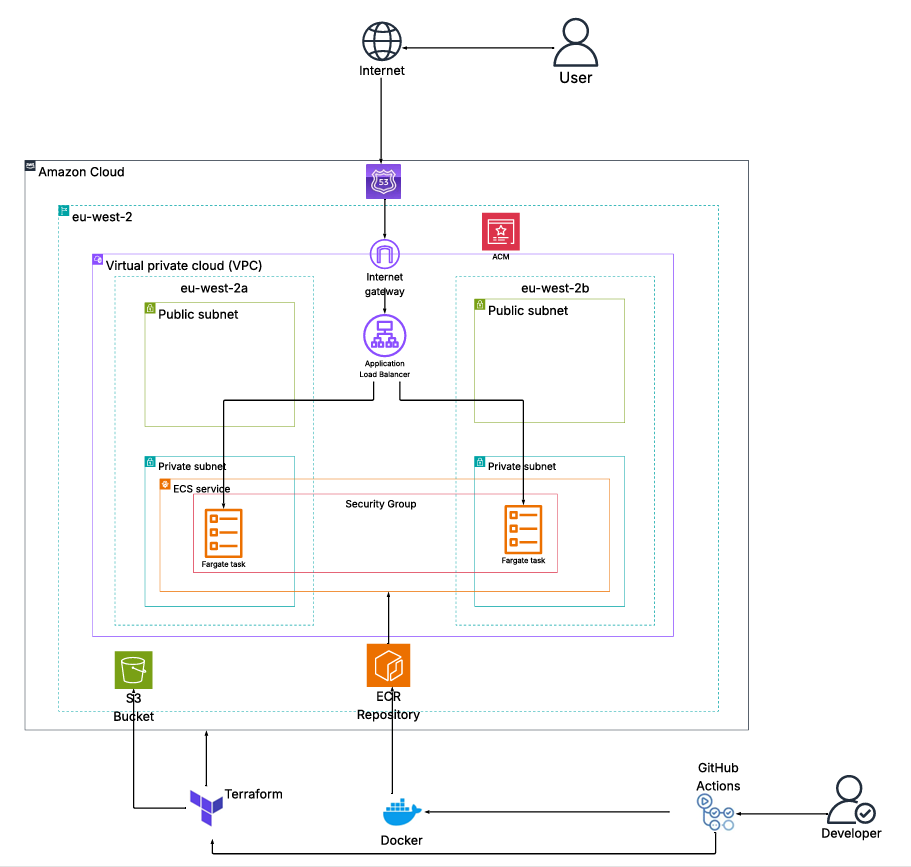 Internet
User
aws
Amazon Cloud
53
eu-west-2
ACM
Virtual private cloud (VPC)
Internet
gateway
eu-west-2a
eu-west-2b
Public subnet
Public subnet
Application
Load Balancer
Private subnet
Private subnet
ECS service
Security Group
Fargate task
Fargate task
S3
Bucket
ECR
Repository
GitHub
Actions
Terraform
Docker
Developer